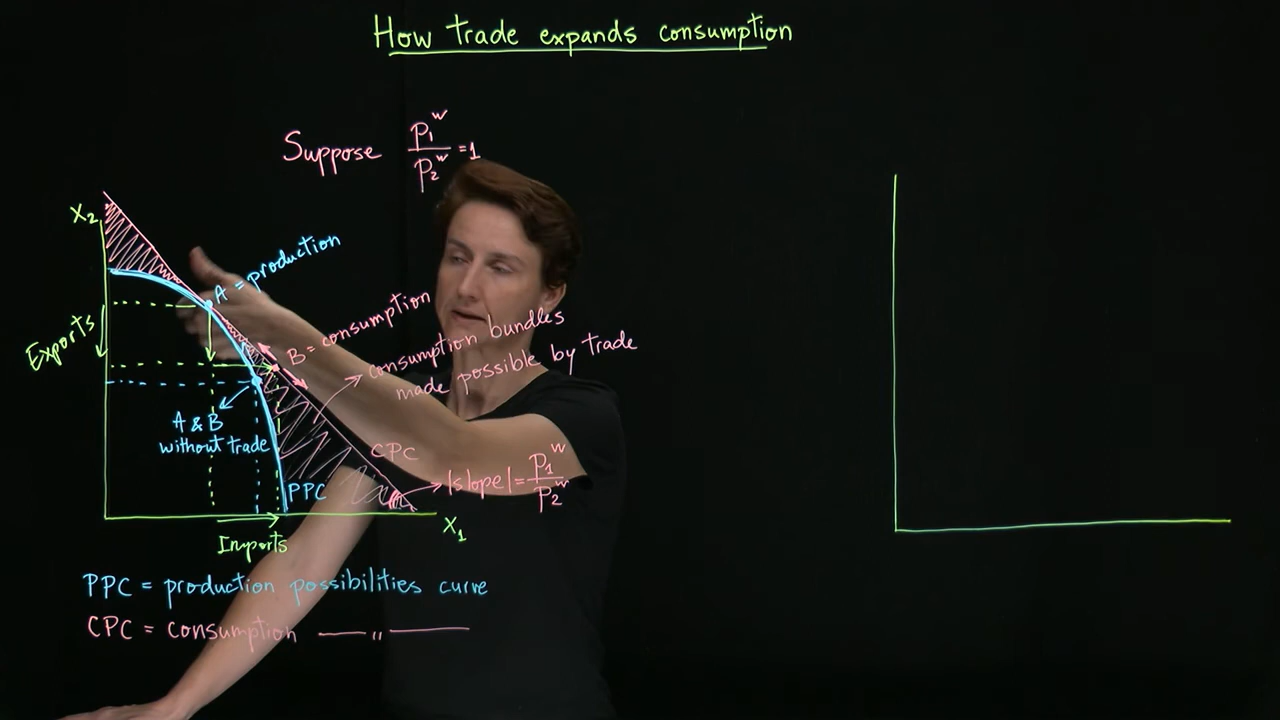 How trade expands consumption
Suppose p₁ʷ/p₂ʷ = 1
X₂
A = production
Exports
B = consumption
consumption bundles
made possible by trade
A & B
without trade
CPC
|slope| = p₁ʷ/p₂ʷ
PPC
X₁
Imports
PPC = production possibilities curve
CPC = consumption —— " ——